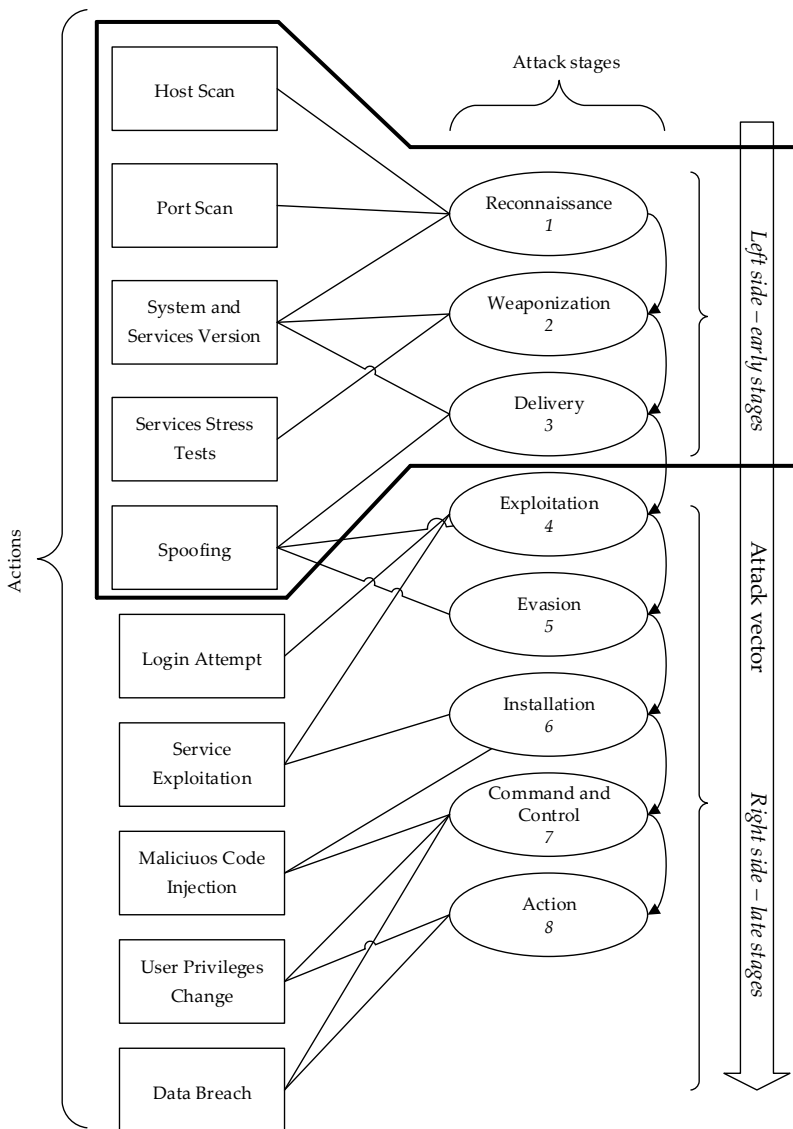 Actions
Host Scan
Port Scan
System and
Services Version
Services Stress
Tests
Spoofing
Login Attempt
Service
Exploitation
Maliciuos Code
Injection
User Privileges
Change
Data Breach
Attack stages
Reconnaissance
1
Weaponization
2
Delivery
3
Exploitation
4
Evasion
5
Installation
6
Command and
Control
7
Action
8
Left side – early stages
Attack vector
Right side – late stages